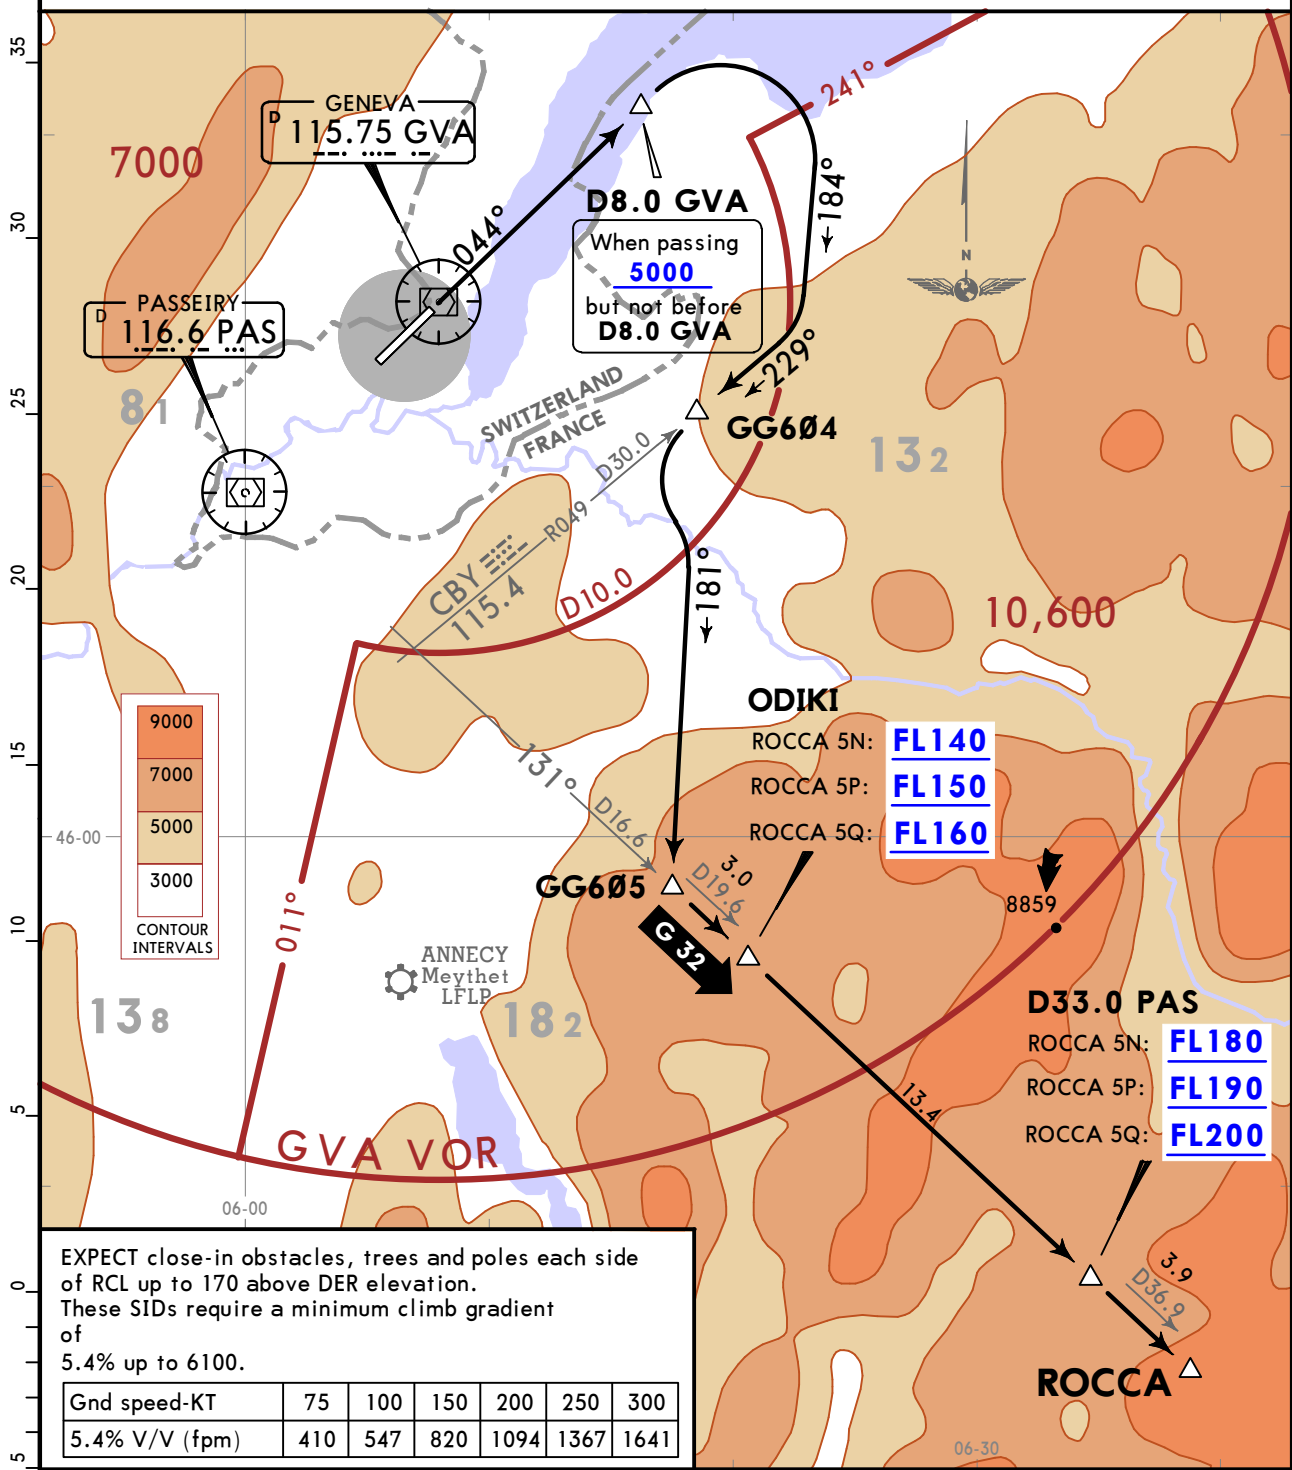 35
30
25
20
15
10
5
0
5
GENEVA
D 115.75 GVA
7000
PASSEIRY
D 116.6 PAS
81
044°
D8.0 GVA
When passing
5000
but not before
D8.0 GVA
241°
184°
229°
N
SWITZERLAND
FRANCE
GG6Ø4
132
D30.0
R049
CBY
115.4
D10.0
181°
10,600
9000
7000
5000
3000
CONTOUR
INTERVALS
46-00
131°
D16.6
ODIKI
ROCCA 5N: FL140
ROCCA 5P: FL150
ROCCA 5Q: FL160
GG6Ø5
3.0
D19.6
G 32
8859
011°
ANNECY
Meythet
LFLP
138
182
D33.0 PAS
ROCCA 5N: FL180
ROCCA 5P: FL190
ROCCA 5Q: FL200
13.4
GVA VOR
06-00
3.9
D36.9
ROCCA
06-30
EXPECT close-in obstacles, trees and poles each side
of RCL up to 170 above DER elevation.
These SIDs require a minimum climb gradient
of
5.4% up to 6100.
Gnd speed-KT 75 100 150 200 250 300
5.4% V/V (fpm) 410 547 820 1094 1367 1641